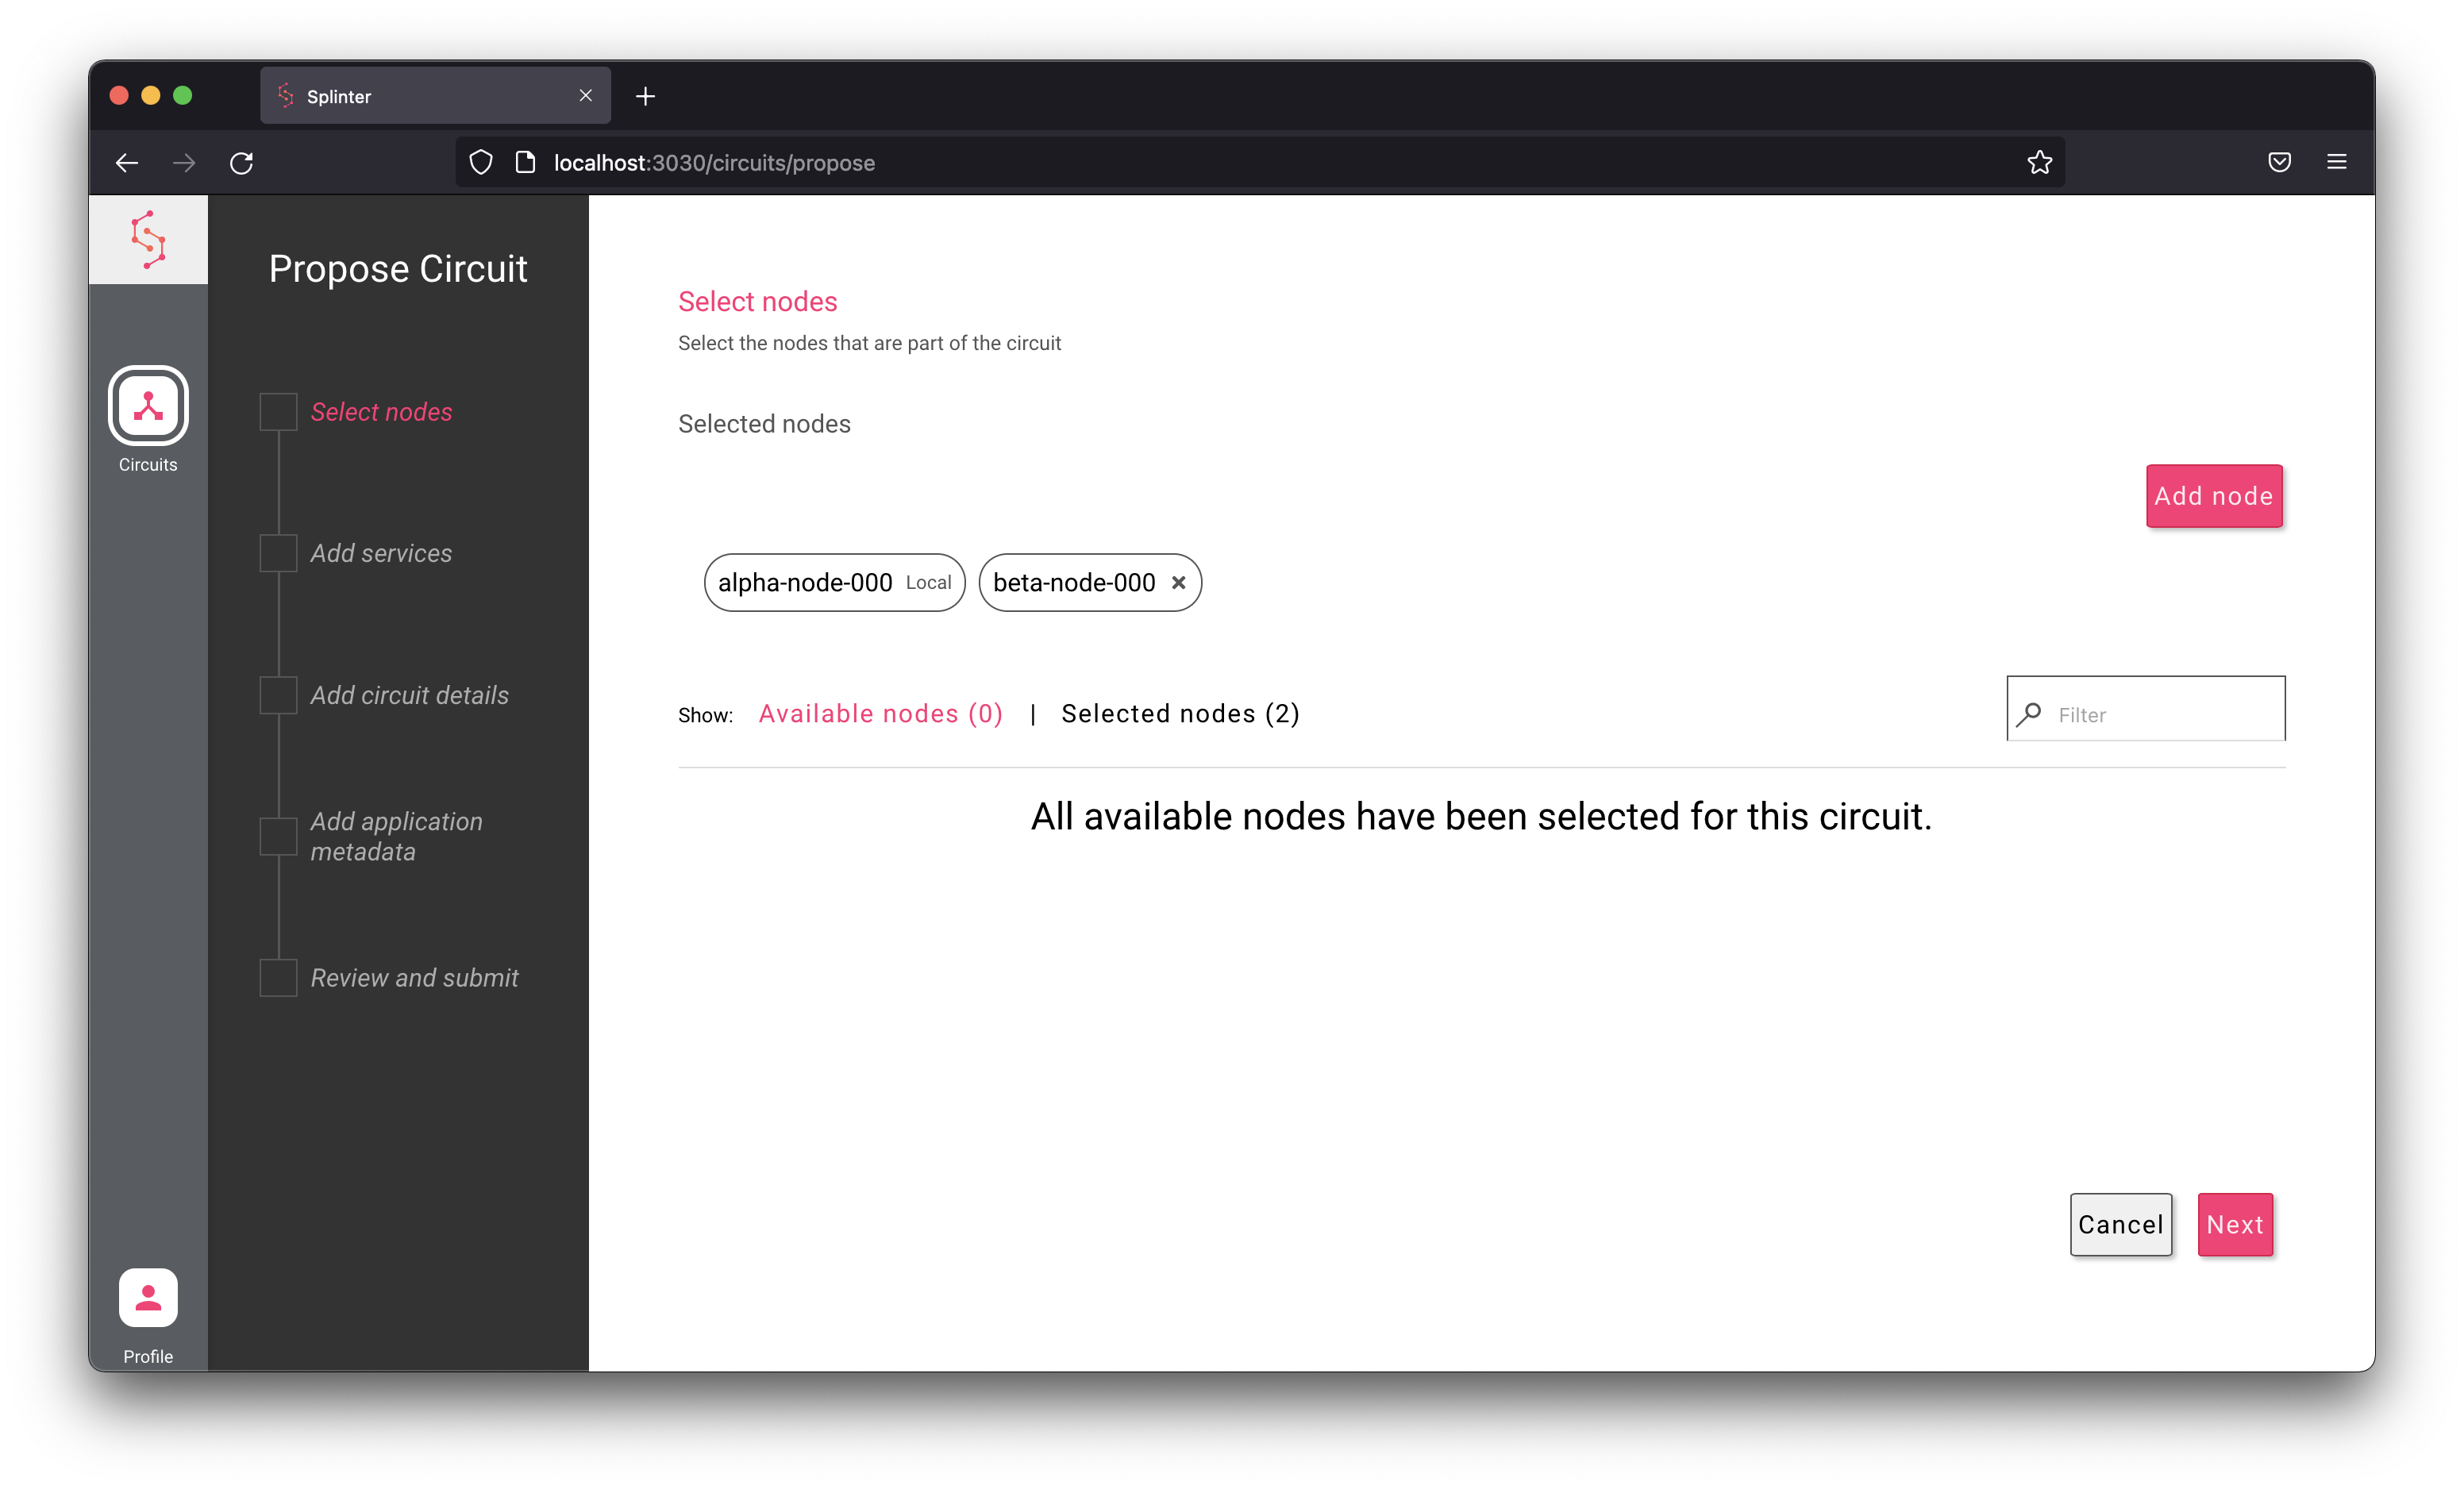 Splinter
localhost:3030/circuits/propose
Propose Circuit
Circuits
Select nodes
Add services
Add circuit details
Add application
metadata
Review and submit
Profile
Select nodes
Select the nodes that are part of the circuit
Selected nodes
Add node
alpha-node-000 Local beta-node-000
Show: Available nodes (0) | Selected nodes (2) Filter
All available nodes have been selected for this circuit.
Cancel Next